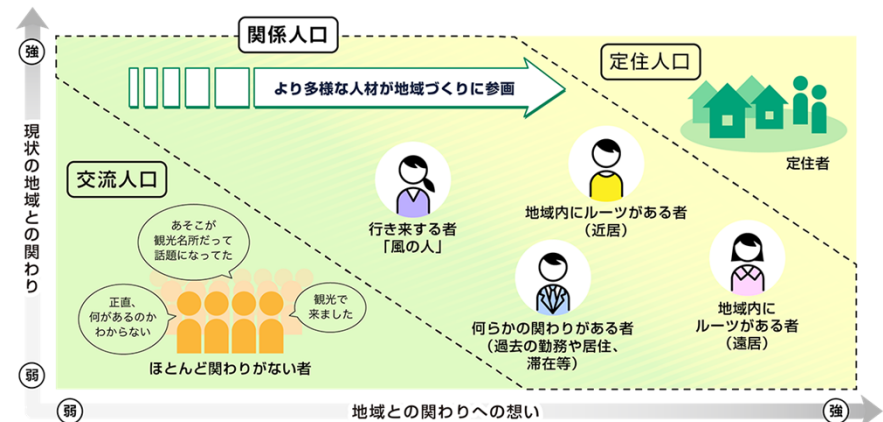 強
関係人口
定住人口
より多様な人材が地域づくりに参画
定住者
現状の地域との関わり
交流人口
あそこが
観光名所だって
話題になってた
行き来する者
「風の人」
地域内にルーツがある者
（近居）
正直、
何があるのか
わからない
観光で
来ました
ほとんど関わりがない者
何らかの関わりがある者
（過去の勤務や居住、
滞在等）
地域内に
ルーツがある者
（遠居）
弱
弱
地域との関わりへの想い
強